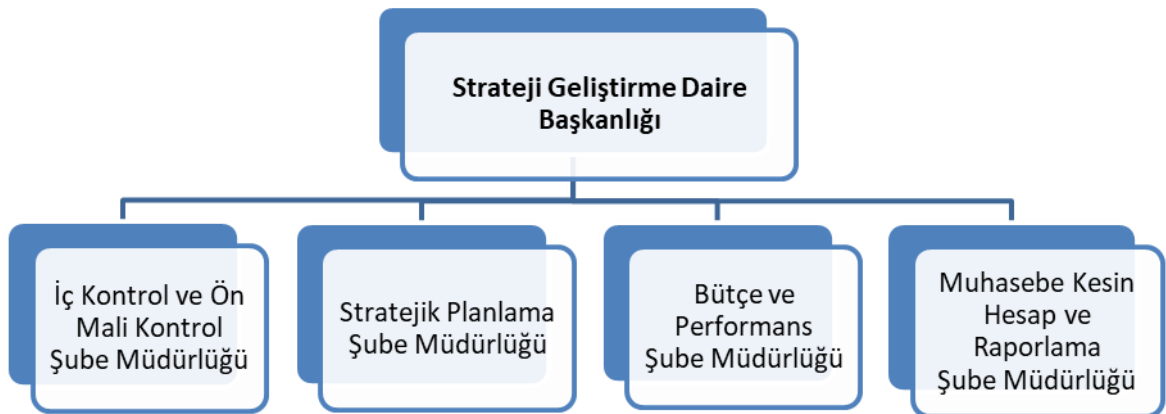 Strateji Geliştirme Daire
Başkanlığı
İç Kontrol ve Ön
Mali Kontrol
Şube Müdürlüğü
Stratejik Planlama
Şube Müdürlüğü
Bütçe ve
Performans
Şube Müdürlüğü
Muhasebe Kesin
Hesap ve
Raporlama
Şube Müdürlüğü